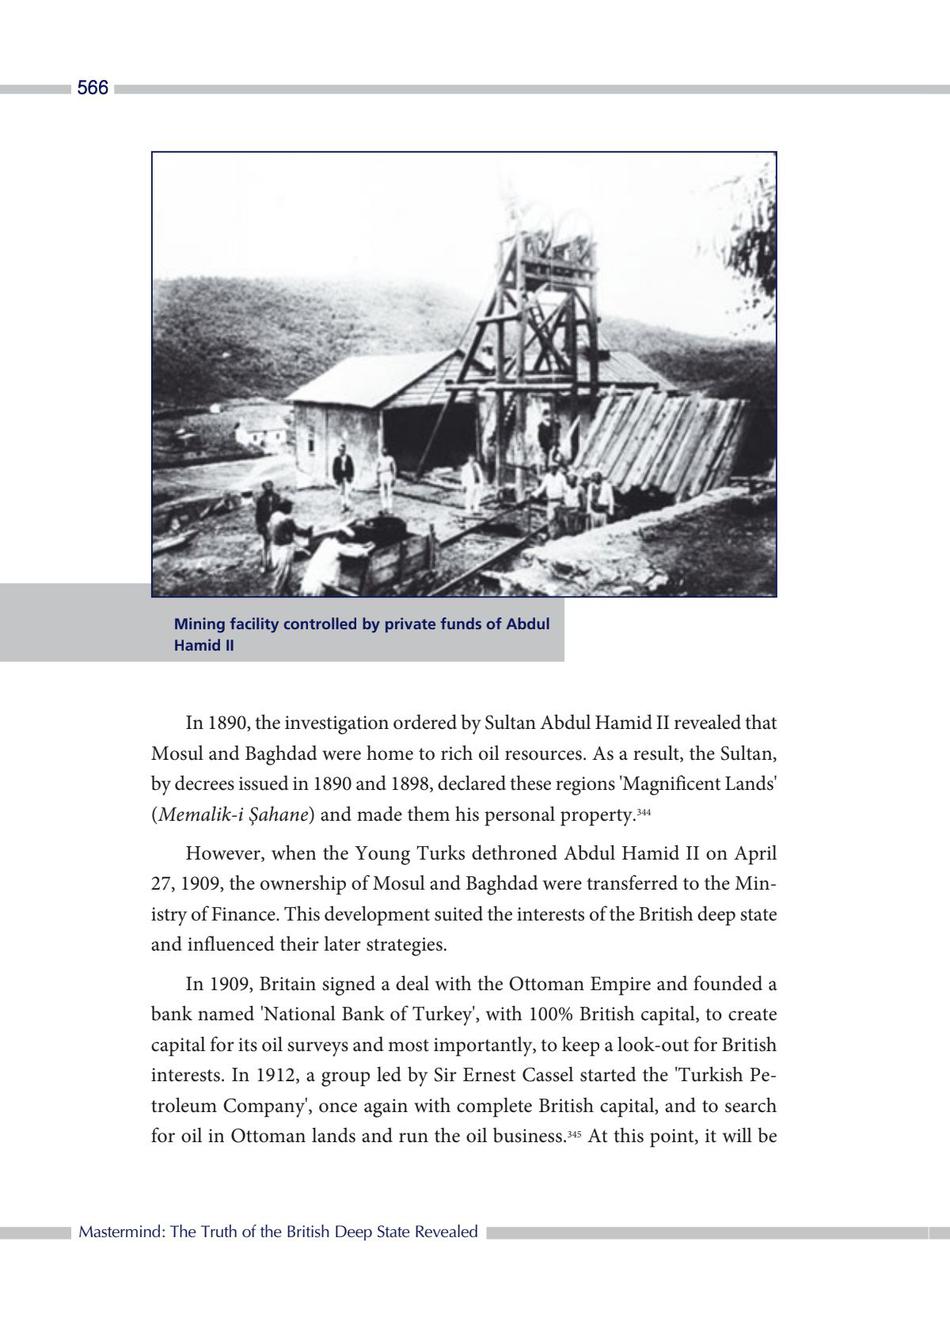 566
Mining facility controlled by private funds of Abdul
Hamid II
In 1890, the investigation ordered by Sultan Abdul Hamid II revealed that
Mosul and Baghdad were home to rich oil resources. As a result, the Sultan,
by decrees issued in 1890 and 1898, declared these regions 'Magnificent Lands'
(Memalik-i Şahane) and made them his personal property.344
However, when the Young Turks dethroned Abdul Hamid II on April
27, 1909, the ownership of Mosul and Baghdad were transferred to the Min-
istry of Finance. This development suited the interests of the British deep state
and influenced their later strategies.
In 1909, Britain signed a deal with the Ottoman Empire and founded a
bank named 'National Bank of Turkey', with 100% British capital, to create
capital for its oil surveys and most importantly, to keep a look-out for British
interests. In 1912, a group led by Sir Ernest Cassel started the 'Turkish Pe-
troleum Company', once again with complete British capital, and to search
for oil in Ottoman lands and run the oil business.345 At this point, it will be
Mastermind: The Truth of the British Deep State Revealed